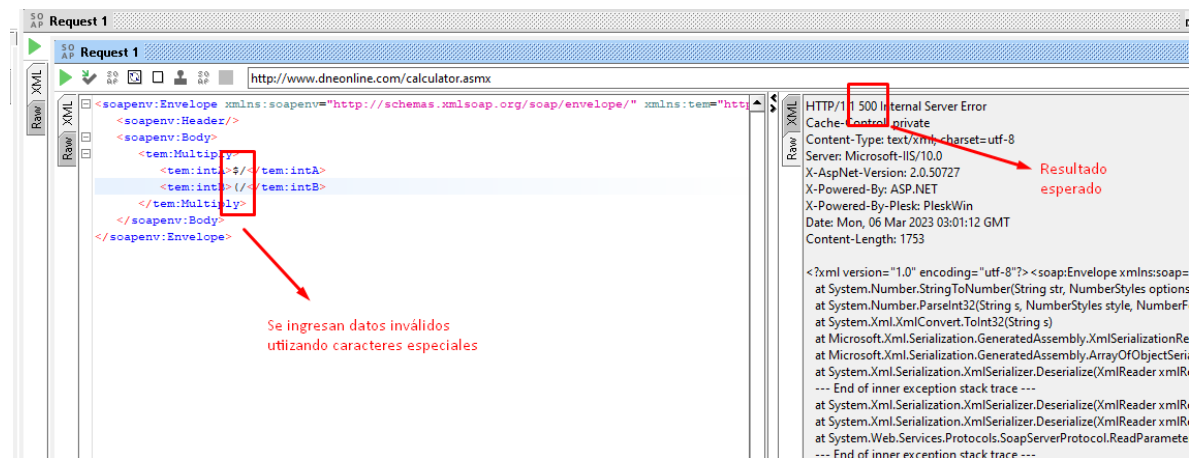 SO AP Request 1
SO AP Request 1
http://www.dneonline.com/calculator.asmx
XML
Raw
XML
Raw
<soapenv:Envelope xmlns:soapenv="http://schemas.xmlsoap.org/soap/envelope/" xmlns:tem="http
<soapenv:Header/>
<soapenv:Body>
<tem:Multiply>
<tem:intA>$/</tem:intA>
<tem:intB>(/</tem:intB>
</tem:Multiply>
</soapenv:Body>
</soapenv:Envelope>
Se ingresan datos inválidos
utiizando caracteres especiales
XML
Raw
HTTP/1.1 500 Internal Server Error
Cache-Control: private
Content-Type: text/xml; charset=utf-8
Server: Microsoft-IIS/10.0
X-AspNet-Version: 2.0.50727
X-Powered-By: ASP.NET
X-Powered-By-Plesk: PleskWin
Date: Mon, 06 Mar 2023 03:01:12 GMT
Content-Length: 1753
Resultado
esperado
<?xml version="1.0" encoding="utf-8"?><soap:Envelope xmlns:soap=
at System.Number.StringToNumber(String str, NumberStyles options
at System.Number.ParseInt32(String s, NumberStyles style, NumberF
at System.Xml.XmlConvert.ToInt32(String s)
at Microsoft.Xml.Serialization.GeneratedAssembly.XmlSerializationRe
at Microsoft.Xml.Serialization.GeneratedAssembly.ArrayOfObjectSeria
at System.Xml.Serialization.XmlSerializer.Deserialize(XmlReader xmlRe
--- End of inner exception stack trace ---
at System.Xml.Serialization.XmlSerializer.Deserialize(XmlReader xmlRe
at System.Xml.Serialization.XmlSerializer.Deserialize(XmlReader xmlRe
at System.Web.Services.Protocols.SoapServerProtocol.ReadParamete
--- End of inner exception stack trace ---